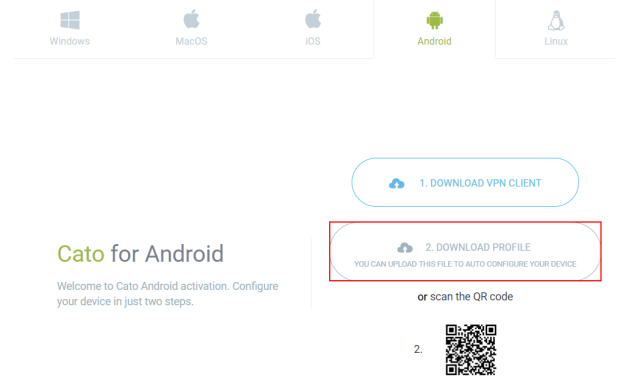 Windows
MacOS
iOS
Android
Linux
1. DOWNLOAD VPN CLIENT
2. DOWNLOAD PROFILE
YOU CAN UPLOAD THIS FILE TO AUTO CONFIGURE YOUR DEVICE
Cato for Android
Welcome to Cato Android activation. Configure
your device in just two steps.
or scan the QR code
2.